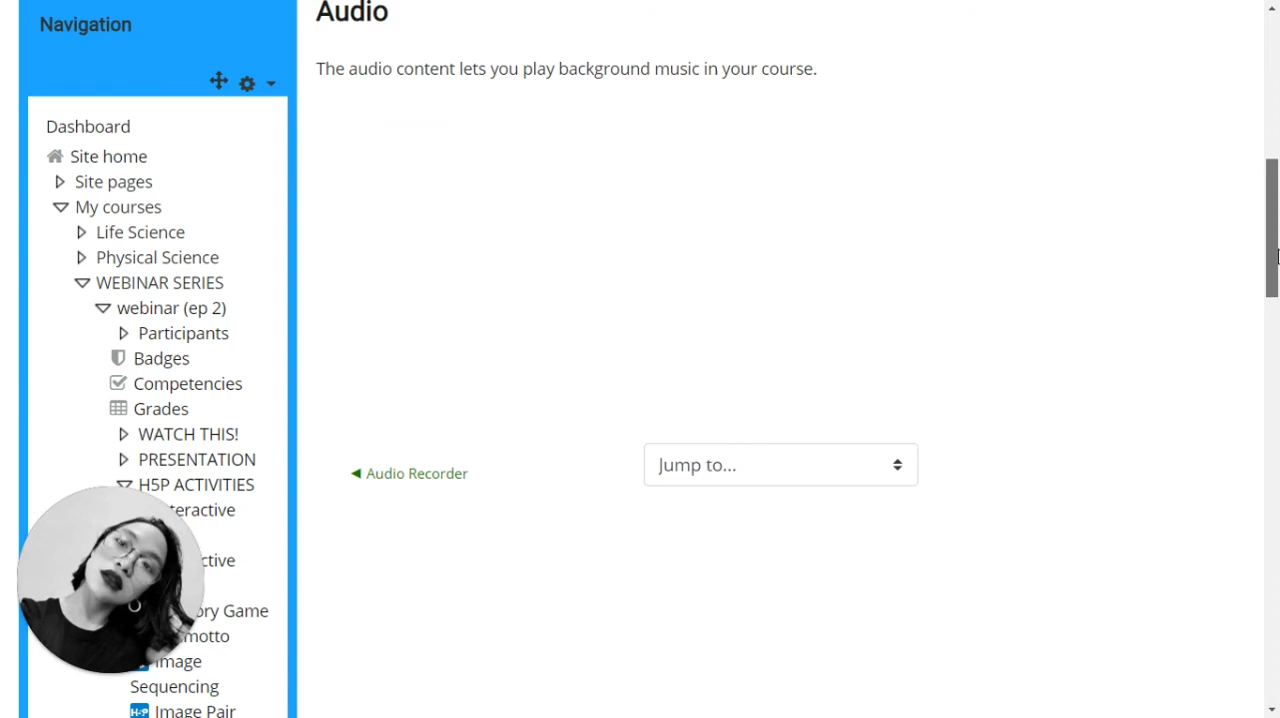 Navigation
Dashboard
Site home
Site pages
My courses
Life Science
Physical Science
WEBINAR SERIES
webinar (ep 2)
Participants
Badges
Competencies
Grades
WATCH THIS!
PRESENTATION
H5P ACTIVITIES
Game
Image
Sequencing
H-P Image Pair
Audio
The audio content lets you play background music in your course.
◄ Audio Recorder
Jump to...